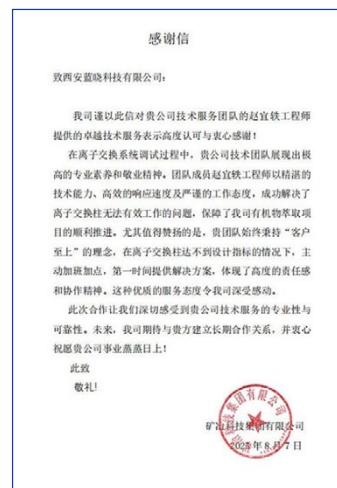 感谢信
致西安蓝晓科技有限公司：
我司谨以此信对贵公司技术服务团队的赵宜轶工程师
提供的卓越技术服务表示高度认可与衷心感谢！
在离子交换系统调试过程中，贵公司技术团队展现出极
高的专业素养和敬业精神。团队成员赵宜轶工程师以精湛的
技术能力、高效的响应速度及严谨的工作态度，成功解决了
离子交换柱无法有效工作的问题，保障了我司有机物萃取项
目的顺利推进。尤其值得赞扬的是，贵团队始终秉持“客户
至上”的理念，在离子交换柱达不到设计指标的情况下，主
动加班加点，第一时间提供解决方案，体现了高度的责任感
和协作精神。这种优质的服务态度令我司深受感动。
此次合作让我们深切感受到贵公司技术服务的专业性与
可靠性。未来，我司期待与贵方建立长期合作关系，并衷心
祝愿贵公司事业蒸蒸日上！
此致
敬礼！
矿冶科技集团有限公司
2025年8月7日